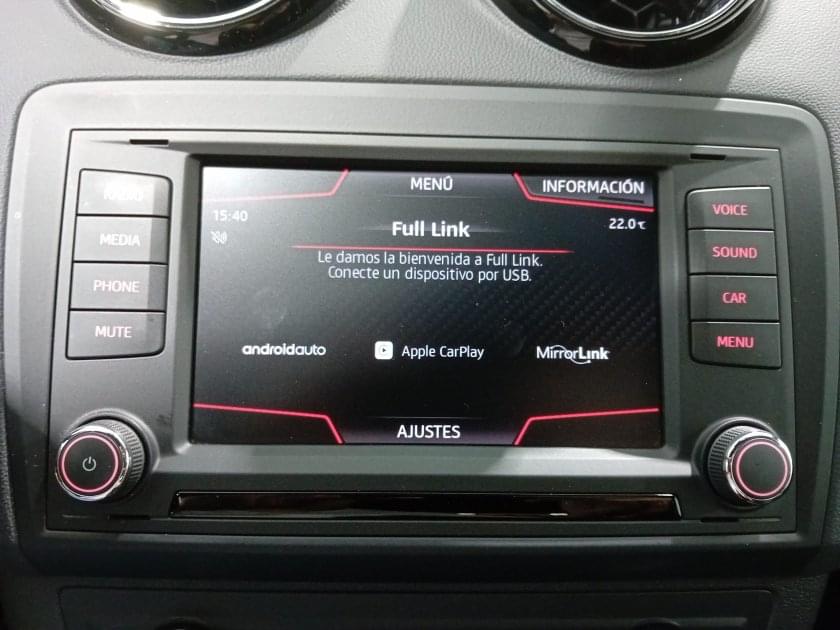 RADIO
MEDIA
PHONE
MUTE
MENÚ
INFORMACIÓN
15:40
22.0°C
Full Link
Le damos la bienvenida a Full Link.
Conecte un dispositivo por USB.
androidauto
Apple CarPlay
MirrorLink
AJUSTES
VOICE
SOUND
CAR
MENU